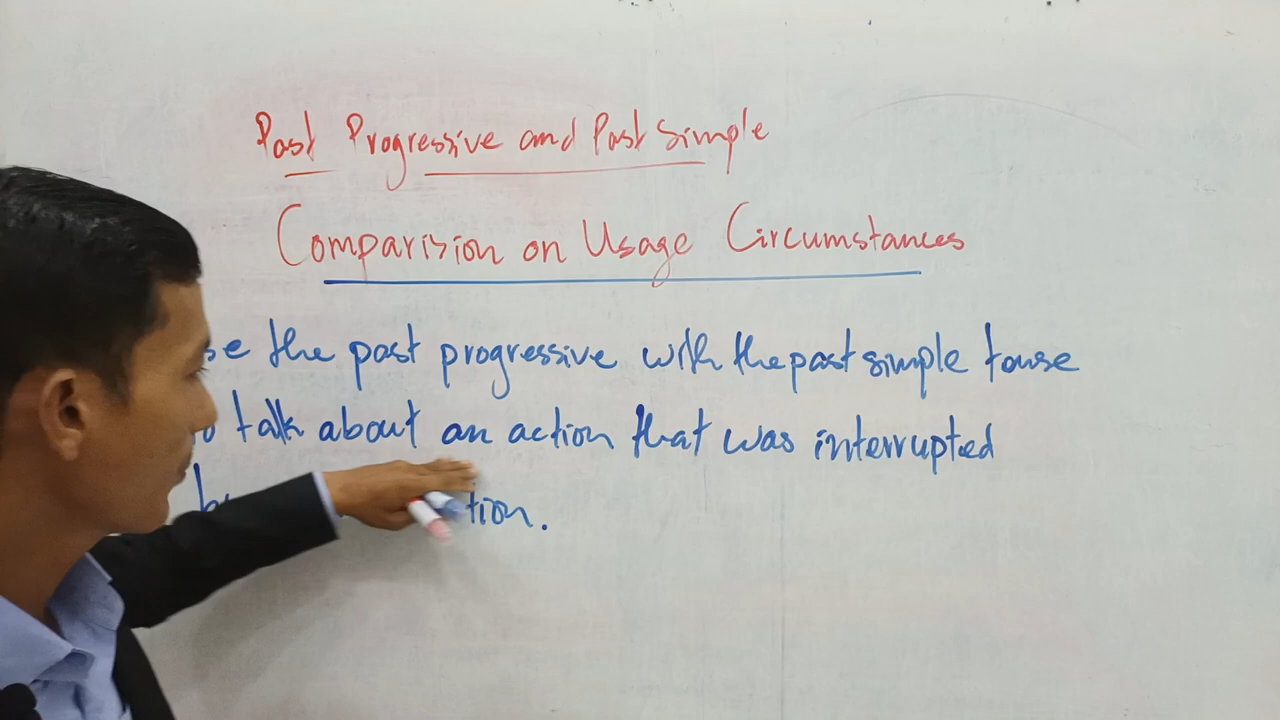 Past Progressive and Past Simple
Comparision on Usage Circumstances
the past progressive with the past simple tense
talk about an action that was interrupted